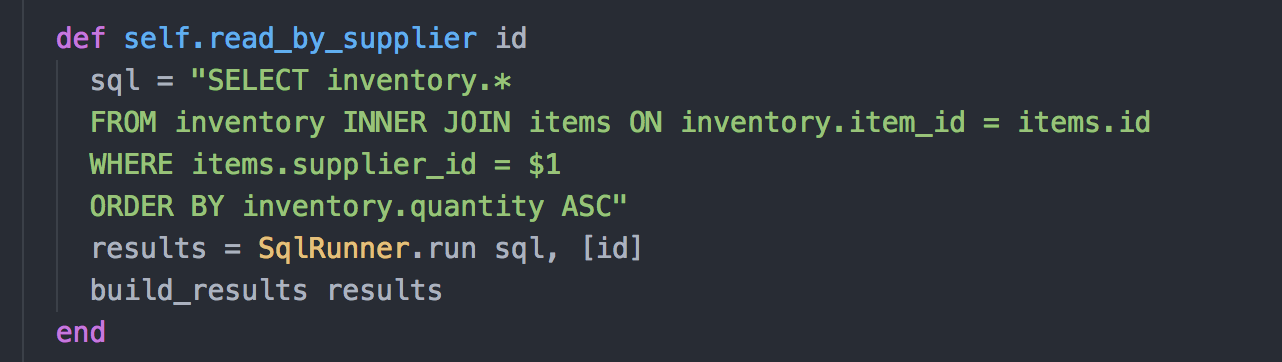 def self.read_by_supplier id
sql = "SELECT inventory.*
FROM inventory INNER JOIN items ON inventory.item_id = items.id
WHERE items.supplier_id = $1
ORDER BY inventory.quantity ASC"
results = SqlRunner.run sql, [id]
build_results results
end